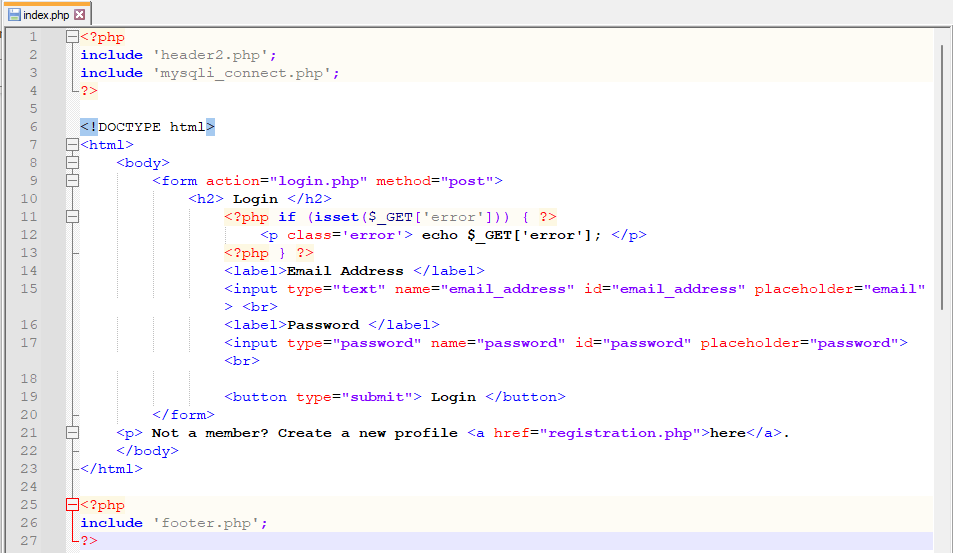 index.php
1 <?php
2 include 'header2.php';
3 include 'mysqli_connect.php';
4 ?>
5
6 <!DOCTYPE html>
7 <html>
8 <body>
9 <form action="login.php" method="post">
10 <h2> Login </h2>
11 <?php if (isset($_GET['error'])) { ?>
12 <p class='error'> echo $_GET['error']; </p>
13 <?php } ?>
14 <label>Email Address </label>
15 <input type="text" name="email_address" id="email_address" placeholder="email"
> <br>
16 <label>Password </label>
17 <input type="password" name="password" id="password" placeholder="password">
<br>
18
19 <button type="submit"> Login </button>
20 </form>
21 <p> Not a member? Create a new profile <a href="registration.php">here</a>.
22 </body>
23 </html>
24
25 <?php
26 include 'footer.php';
27 ?>